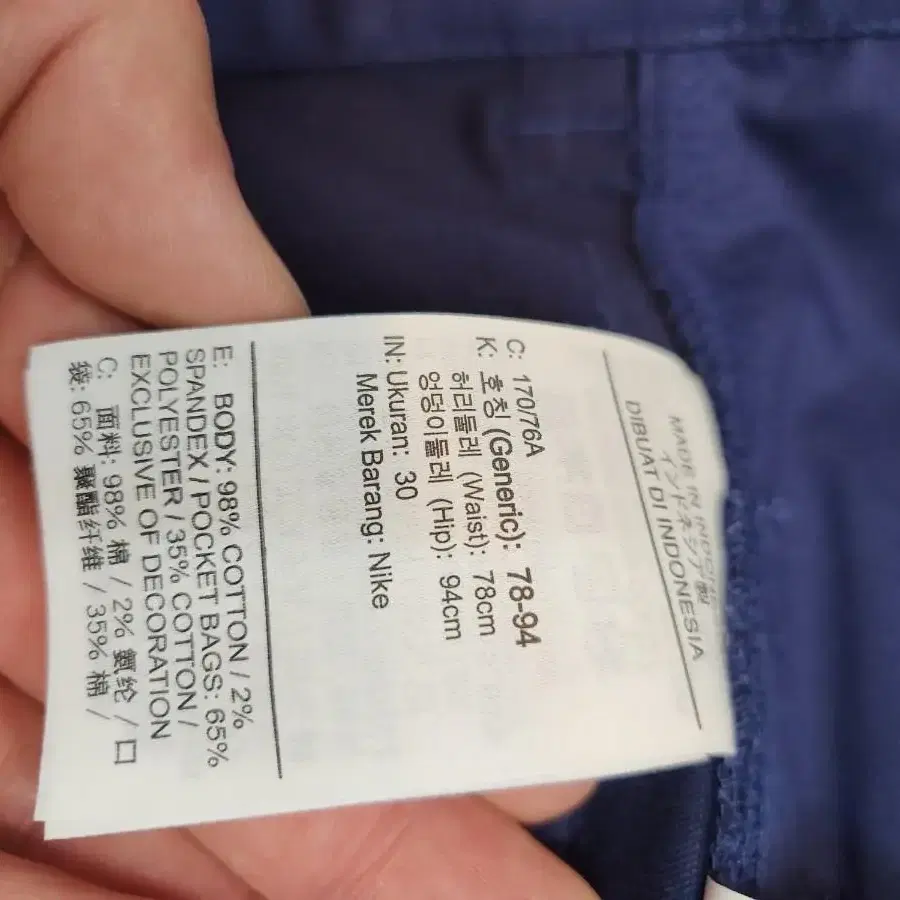 MADE IN INDONESIA
インドネシア製
DIBUAT DI INDONESIA
C: 170/76A
K: 호칭 (Generic): 78-94
허리둘레 (Waist): 78cm
엉덩이둘레 (Hip): 94cm
IN: Ukuran: 30
Merek Barang: Nike
E: BODY: 98% COTTON / 2%
SPANDEX / POCKET BAGS: 65%
POLYESTER / 35% COTTON /
EXCLUSIVE OF DECORATION
C: 面料: 98% 棉 / 2% 氨纶 / 口
袋: 65% 聚酯纤维 / 35% 棉 /